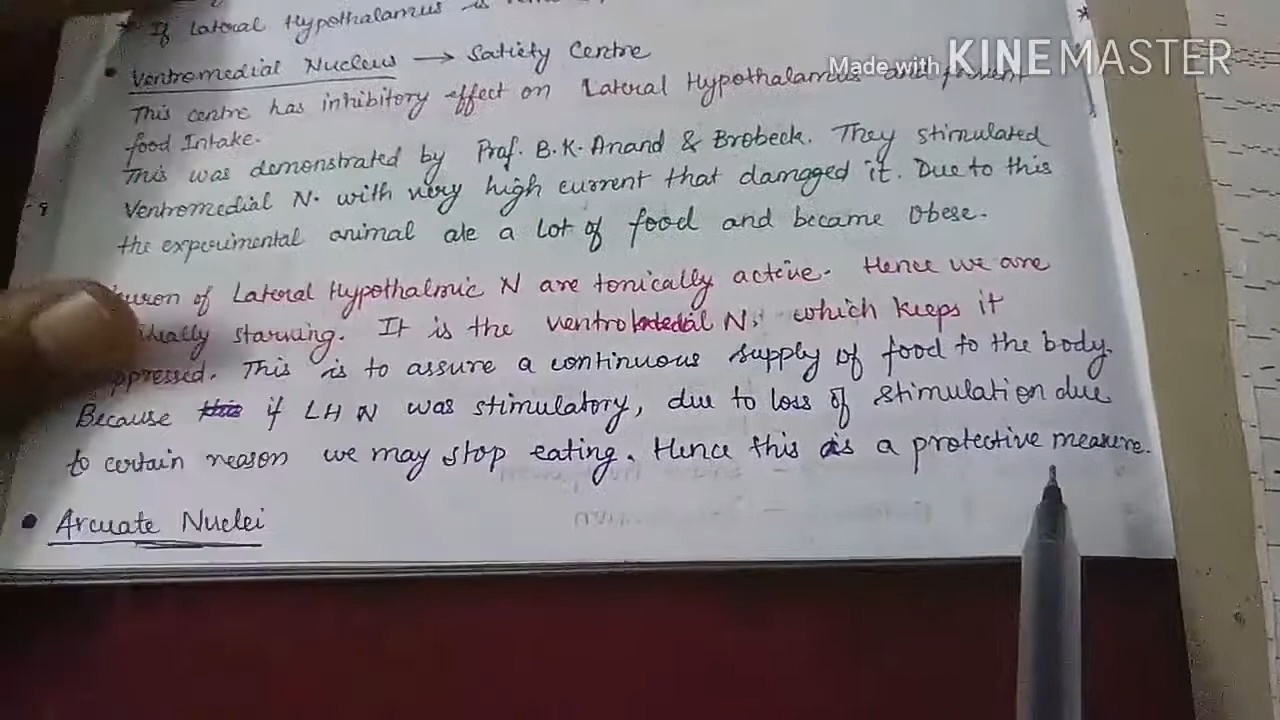 * If Lateral Hypothalamus is
• Ventromedial Nucleus → Satiety Centre
This centre has inhibitory effect on Lateral Hypothalamus and
food Intake.
This was demonstrated by Prof. B.K. Anand & Brobeck. They stimulated
Ventromedial N. with very high current that damaged it. Due to this
the experimental animal ate a lot of food and became Obese.
of Lateral Hypothalmic N are tonically active. Hence we are
starving. It is the N. which keeps it
This is to assure a continuous supply of food to the body.
Because if LHN was stimulatory, due to loss of stimulation due
to certain reason we may stop eating. Hence this is a protective measure.
• Arcuate Nuclei
Made with KINEMASTER